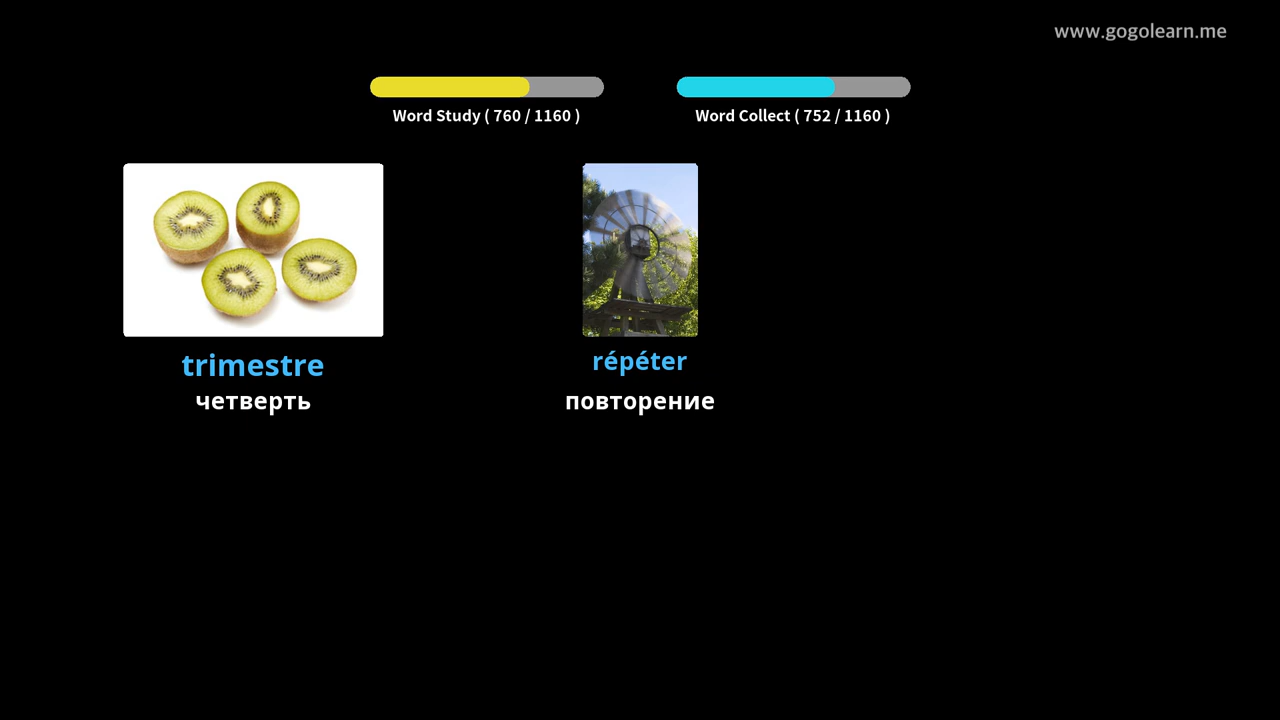 www.gogolearn.me
Word Study ( 760 / 1160 )
Word Collect ( 752 / 1160 )
trimestre
четверть
répéter
повторение